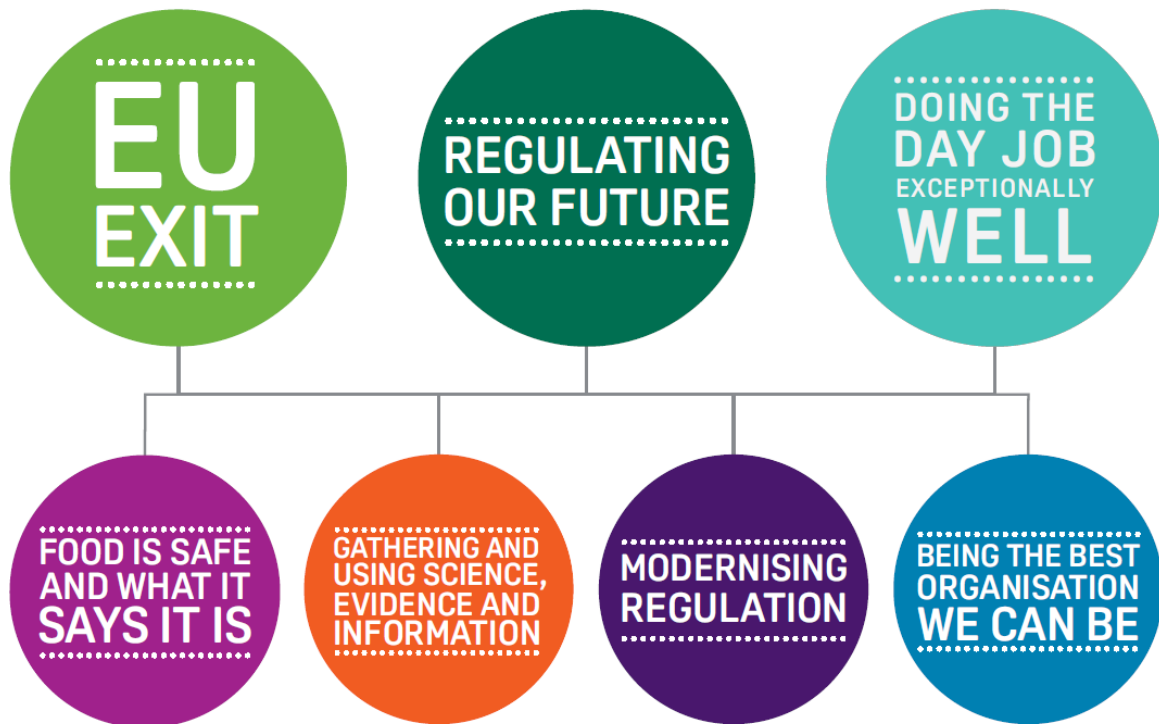 EU
EXIT
REGULATING
OUR FUTURE
DOING THE
DAY JOB
EXCEPTIONALLY
WELL
FOOD IS SAFE
AND WHAT IT
SAYS IT IS
GATHERING AND
USING SCIENCE,
EVIDENCE AND
INFORMATION
MODERNISING
REGULATION
BEING THE BEST
ORGANISATION
WE CAN BE